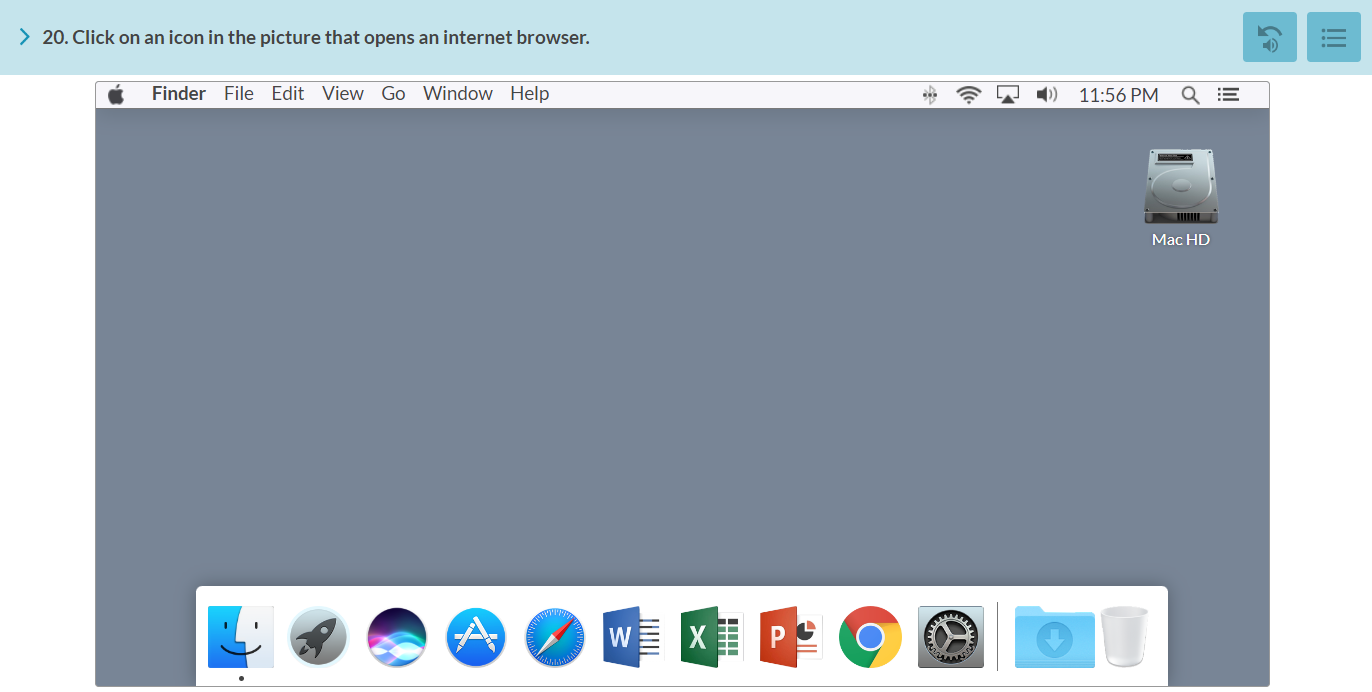 20. Click on an icon in the picture that opens an internet browser.
Finder File Edit View Go Window Help 11:56 PM
Mac HD
W X P